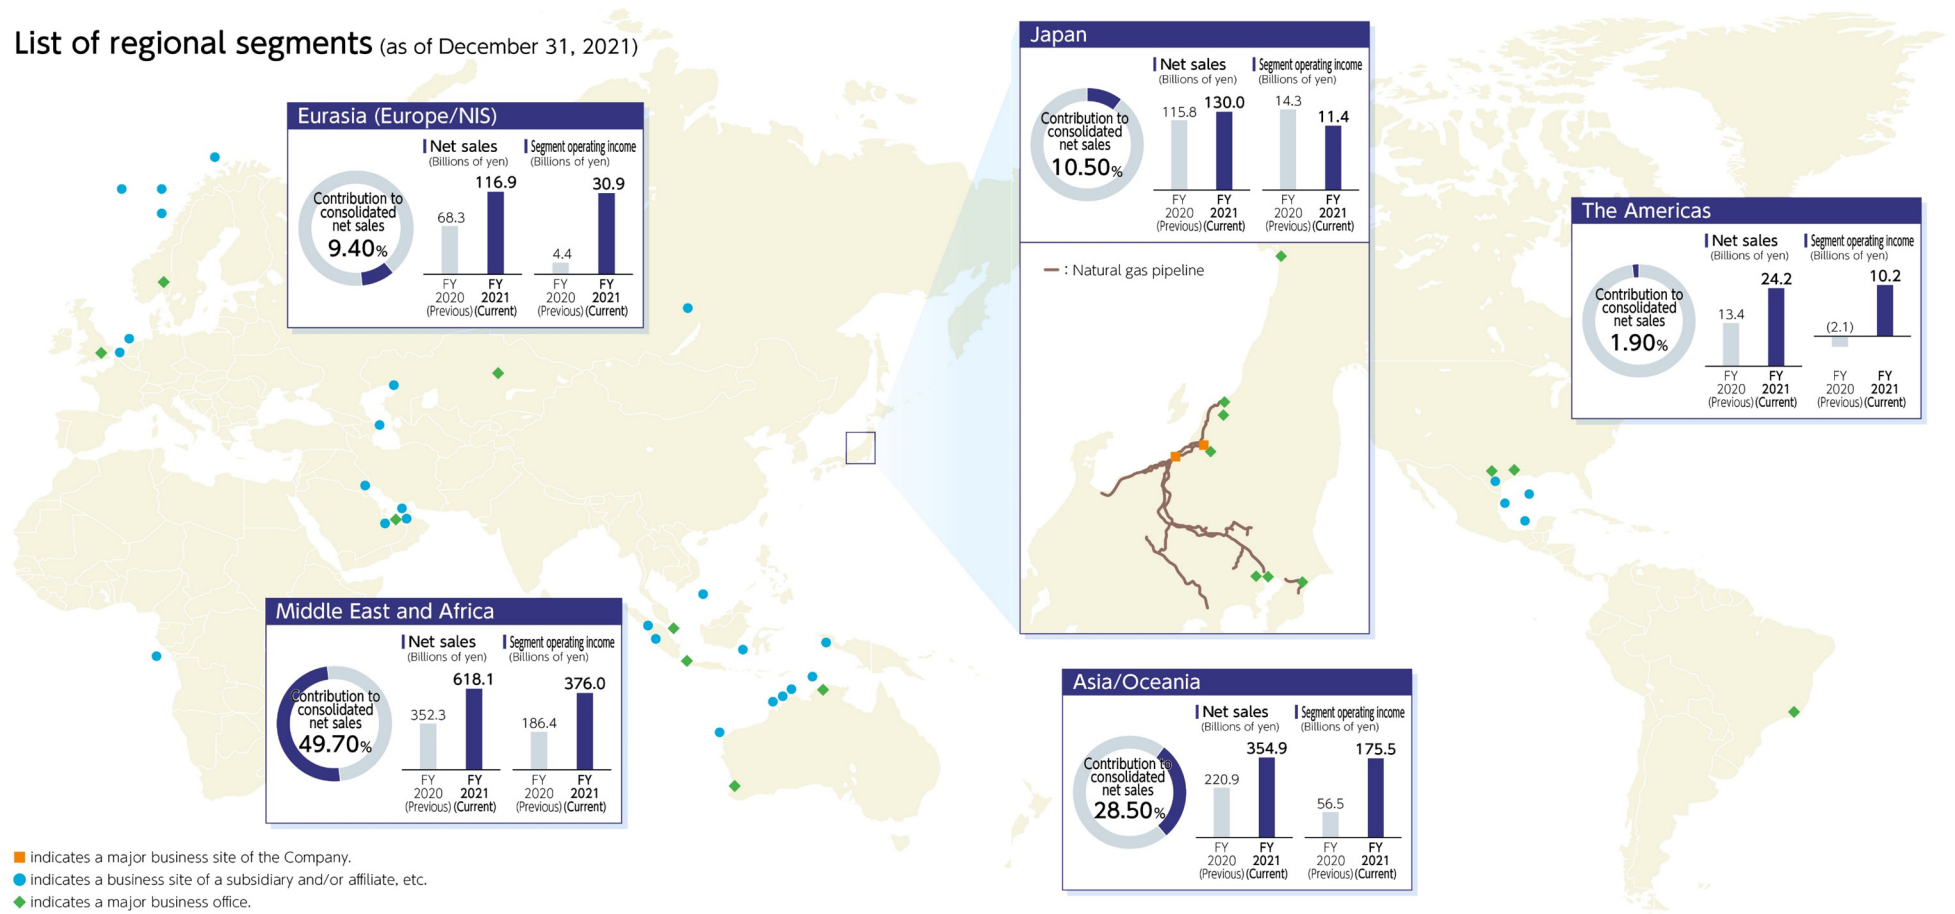 List of regional segments (as of December 31, 2021)
Eurasia (Europe/NIS)
Contribution to
consolidated
net sales
9.40%
Net sales
(Billions of yen)
68.3
116.9
FY
2020
(Previous)
FY
2021
(Current)
Segment operating income
(Billions of yen)
4.4
30.9
FY
2020
(Previous)
FY
2021
(Current)
Japan
Contribution to
consolidated
net sales
10.50%
Net sales
(Billions of yen)
115.8
130.0
FY
2020
(Previous)
FY
2021
(Current)
Segment operating income
(Billions of yen)
14.3
11.4
FY
2020
(Previous)
FY
2021
(Current)
: Natural gas pipeline
The Americas
Contribution to
consolidated
net sales
1.90%
Net sales
(Billions of yen)
13.4
24.2
FY
2020
(Previous)
FY
2021
(Current)
Segment operating income
(Billions of yen)
(2.1)
10.2
FY
2020
(Previous)
FY
2021
(Current)
Middle East and Africa
Contribution to
consolidated
net sales
49.70%
Net sales
(Billions of yen)
352.3
618.1
FY
2020
(Previous)
FY
2021
(Current)
Segment operating income
(Billions of yen)
186.4
376.0
FY
2020
(Previous)
FY
2021
(Current)
Asia/Oceania
Contribution to
consolidated
net sales
28.50%
Net sales
(Billions of yen)
220.9
354.9
FY
2020
(Previous)
FY
2021
(Current)
Segment operating income
(Billions of yen)
56.5
175.5
FY
2020
(Previous)
FY
2021
(Current)
indicates a major business site of the Company.
indicates a business site of a subsidiary and/or affiliate, etc.
indicates a major business office.